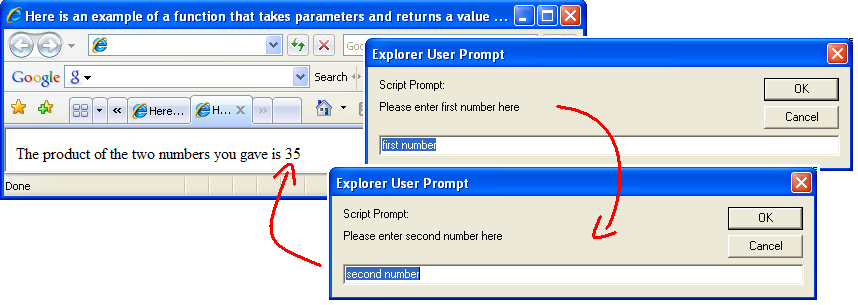 Here is an example of a function that takes parameters and returns a value ...
Goo
Google
g
Search
«
Here...
H...
»
The product of the two numbers you gave is 35
Done
Explorer User Prompt
Script Prompt:
Please enter first number here
OK
Cancel
first number
Explorer User Prompt
Script Prompt:
Please enter second number here
OK
Cancel
second number